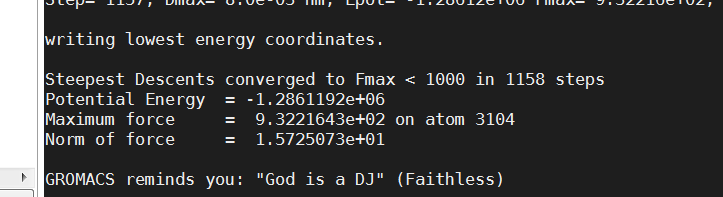 Step= 1157, Dmax= 8.0e-03 nm, Epot= -1.28612e+06 Fmax= 9.32216e+02,
writing lowest energy coordinates.
Steepest Descents converged to Fmax < 1000 in 1158 steps
Potential Energy  = -1.2861192e+06
Maximum force     =  9.3221643e+02 on atom 3104
Norm of force     =  1.5725073e+01
GROMACS reminds you: "God is a DJ" (Faithless)